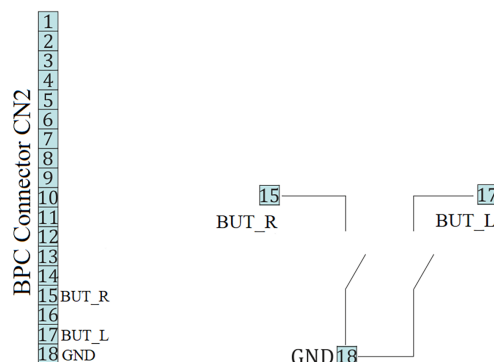 BPC Connector CN2
1
2
3
4
5
6
7
8
9
10
11
12
13
14
15 BUT_R
16
17 BUT_L
18 GND
15
BUT_R
17
BUT_L
GND 18